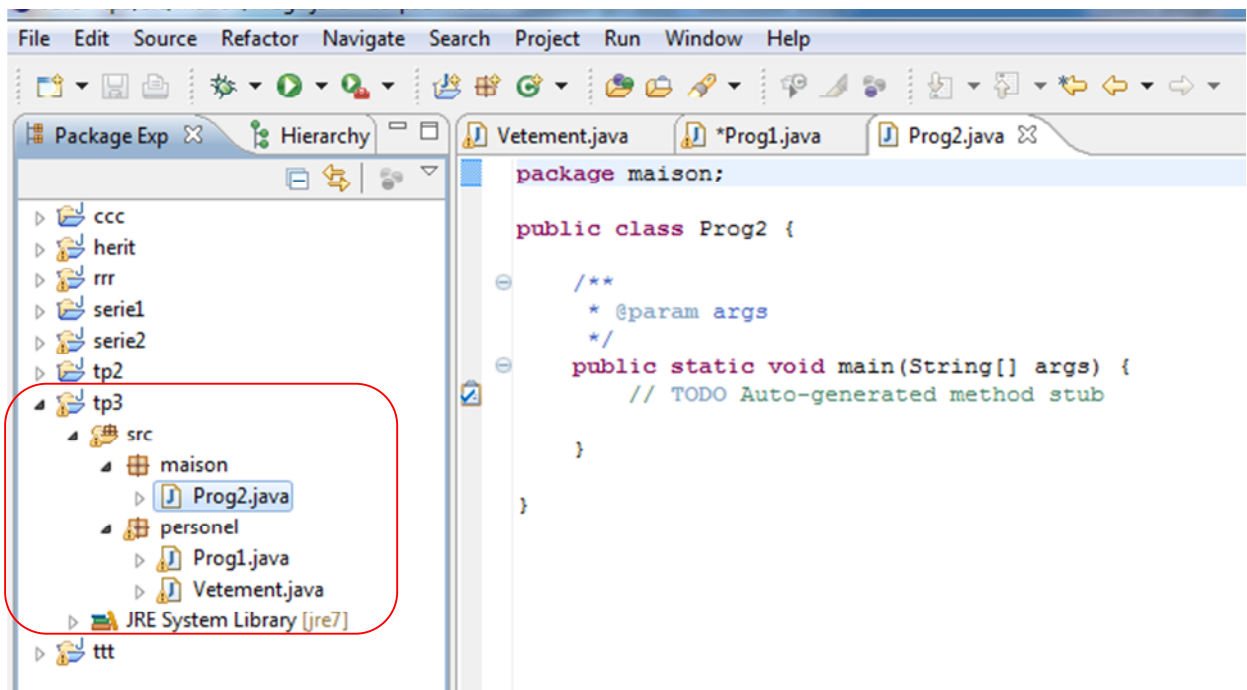 File Edit Source Refactor Navigate Search Project Run Window Help
Package Exp Hierarchy
Vetement.java *Prog1.java Prog2.java
ccc
herit
rrr
serie1
serie2
tp2
tp3
src
maison
Prog2.java
personel
Prog1.java
Vetement.java
JRE System Library [jre7]
ttt
package maison;
public class Prog2 {
/**
* @param args
*/
public static void main(String[] args) {
// TODO Auto-generated method stub
}
}